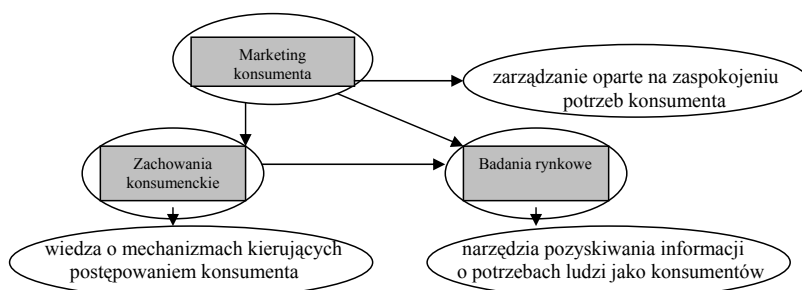 Marketing
konsumenta
zarządzanie oparte na zaspokojeniu
potrzeb konsumenta
Zachowania
konsumenckie
Badania rynkowe
wiedza o mechanizmach kierujących
postępowaniem konsumenta
narzędzia pozyskiwania informacji
o potrzebach ludzi jako konsumentów